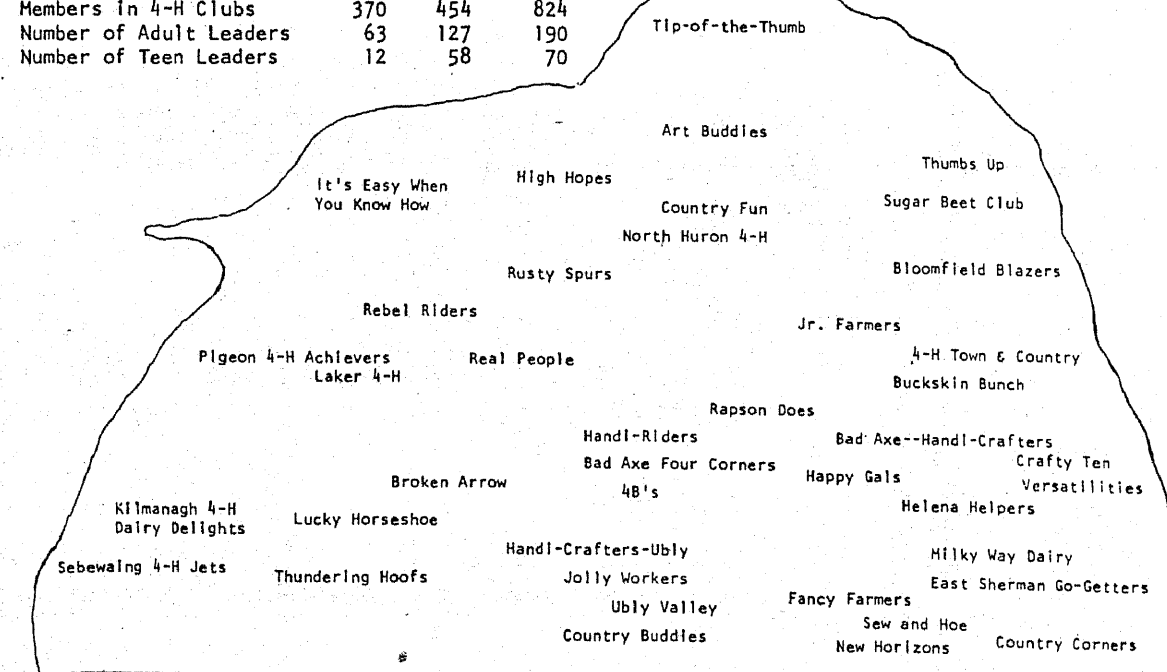 Members in 4-H Clubs 370 454 824
Number of Adult Leaders 63 127 190
Number of Teen Leaders 12 58 70
Tip-of-the-Thumb
Art Buddies
Thumbs Up
High Hopes
It's Easy When
You Know How
Sugar Beet Club
Country Fun
North Huron 4-H
Bloomfield Blazers
Rusty Spurs
Rebel Riders
Jr. Farmers
Pigeon 4-H Achievers
Laker 4-H
Real People
4-H Town & Country
Buckskin Bunch
Rapson Does
Handi-Riders
Bad Axe--Handi-Crafters
Bad Axe Four Corners
Crafty Ten
4B's
Happy Gals
Versatilities
Broken Arrow
Helena Helpers
Kilmanagh 4-H
Dairy Delights
Lucky Horseshoe
Handi-Crafters-Ubly
Milky Way Dairy
Sebewaing 4-H Jets
Thundering Hoofs
Jolly Workers
East Sherman Go-Getters
Ubly Valley
Fancy Farmers
Sew and Hoe
Country Buddies
New Horizons
Country Corners